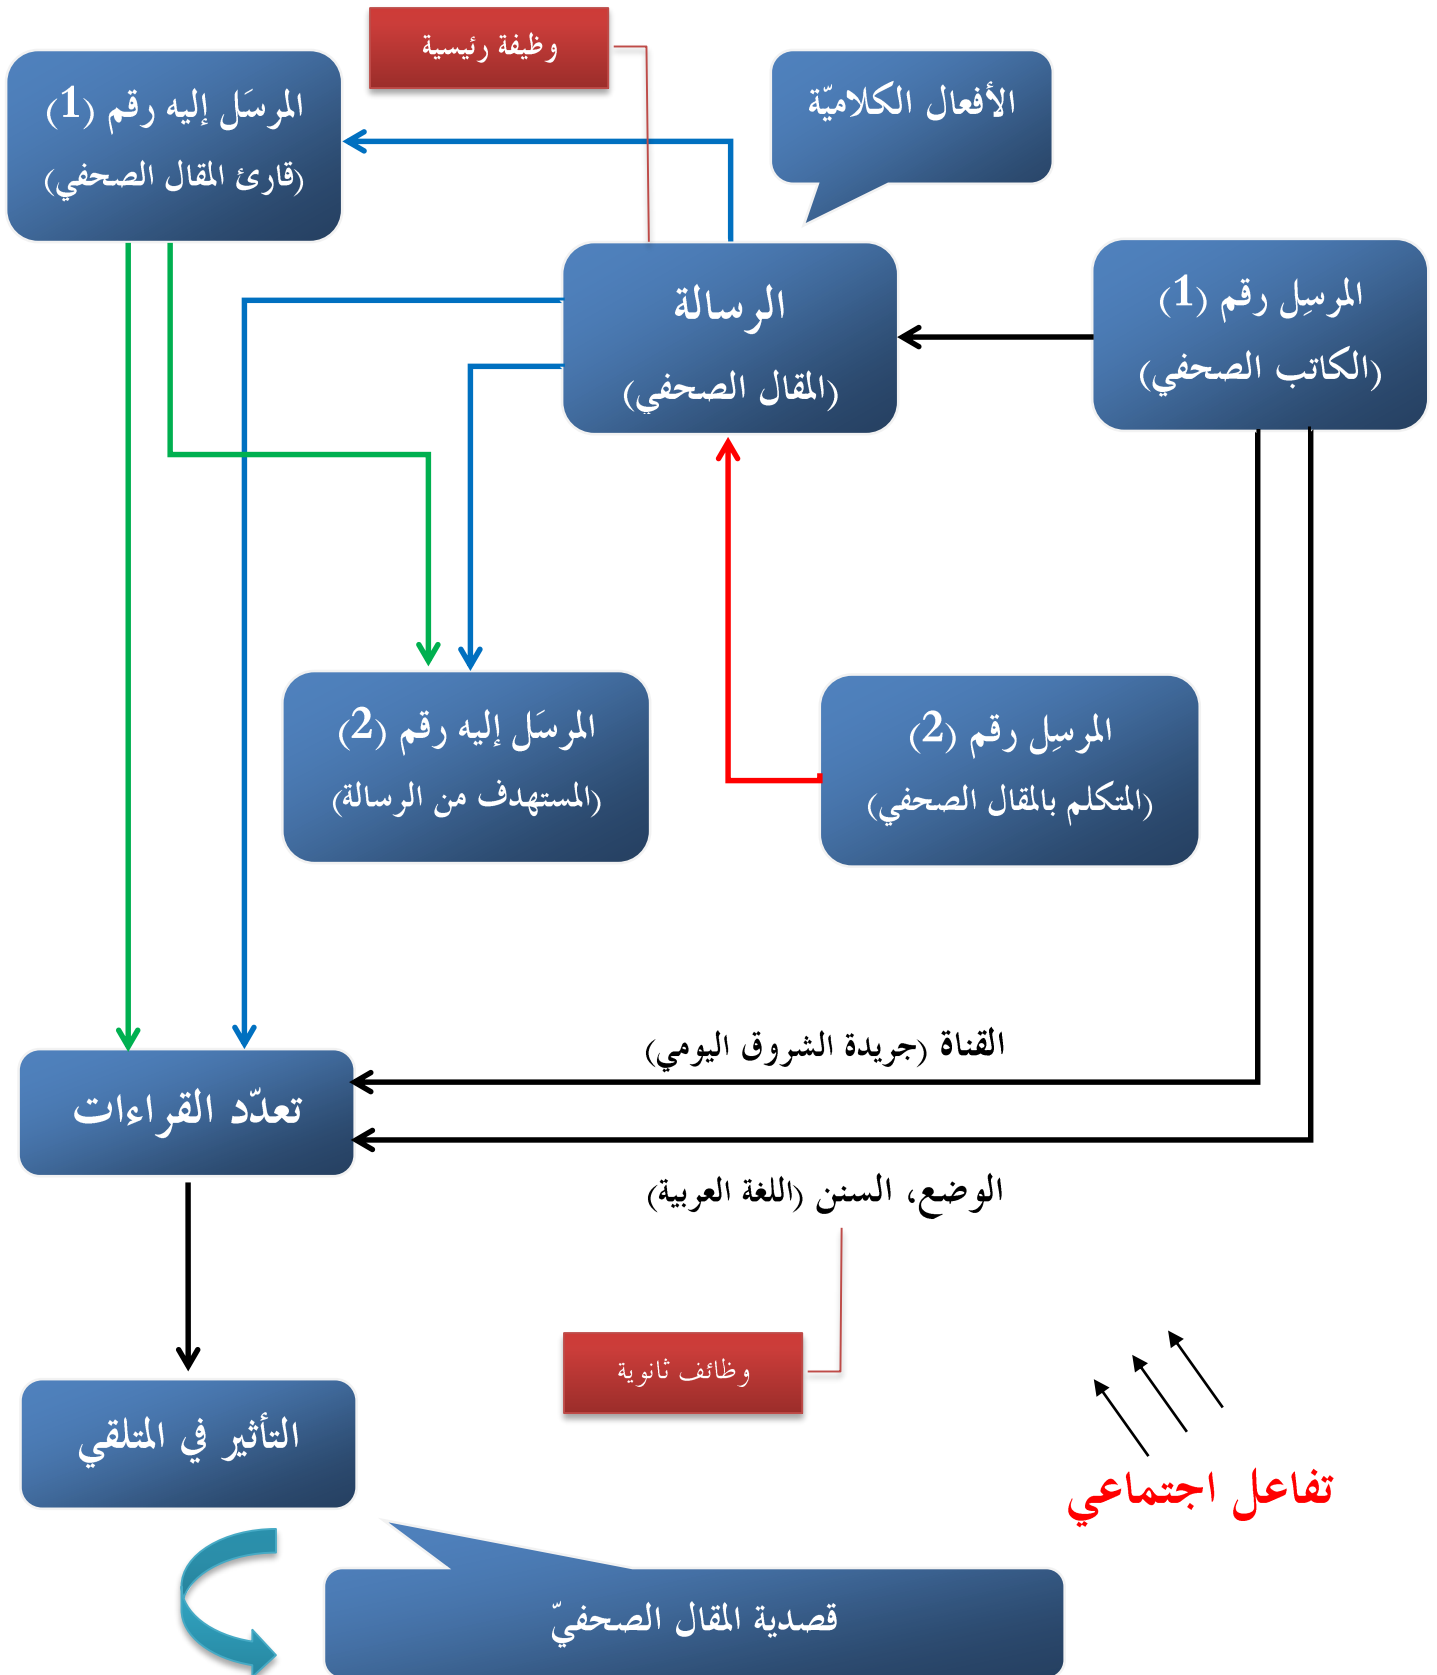 وظيفة رئيسية
الأفعال الكلاميّة
المرسَل إليه رقم (1)
(قارئ المقال الصحفي)
المرسِل رقم (1)
(الكاتب الصحفي)
الرسالة
(المقال الصحفي)
المرسِل رقم (2)
(المتكلم بالمقال الصحفي)
المرسَل إليه رقم (2)
(المستهدف من الرسالة)
القناة (جريدة الشروق اليومي)
تعدّد القراءات
الوضع، السنن (اللغة العربية)
وظائف ثانوية
التأثير في المتلقي
تفاعل اجتماعي
قصدية المقال الصحفيّ